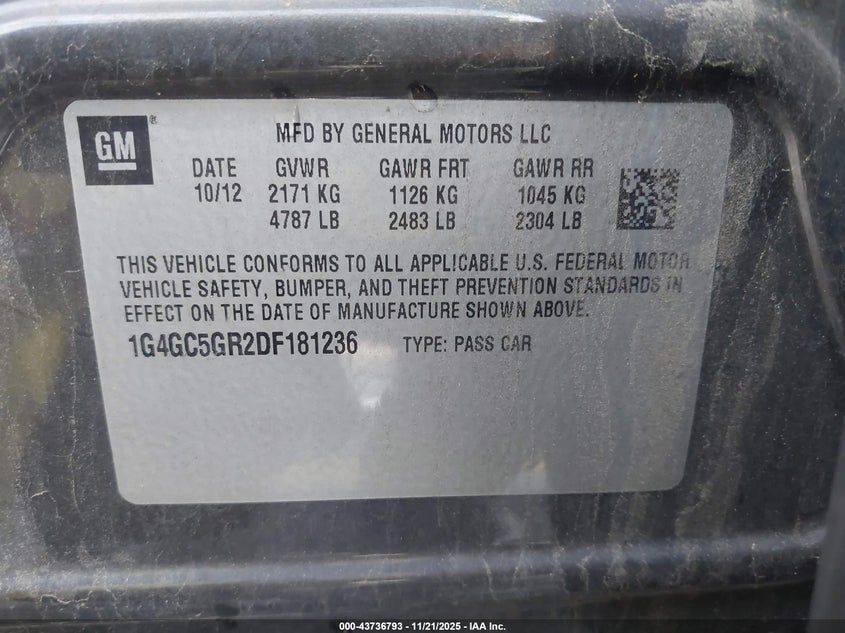 GM®
MFD BY GENERAL MOTORS LLC
DATE GVWR GAWR FRT GAWR RR
10/12 2171 KG 1126 KG 1045 KG
4787 LB 2483 LB 2304 LB
THIS VEHICLE CONFORMS TO ALL APPLICABLE U.S. FEDERAL MOTOR
VEHICLE SAFETY, BUMPER, AND THEFT PREVENTION STANDARDS IN
EFFECT ON THE DATE OF MANUFACTURE SHOWN ABOVE.
1G4GC5GR2DF181236 TYPE: PASS CAR
000-43736793 — 11/21/2025 — IAA Inc.